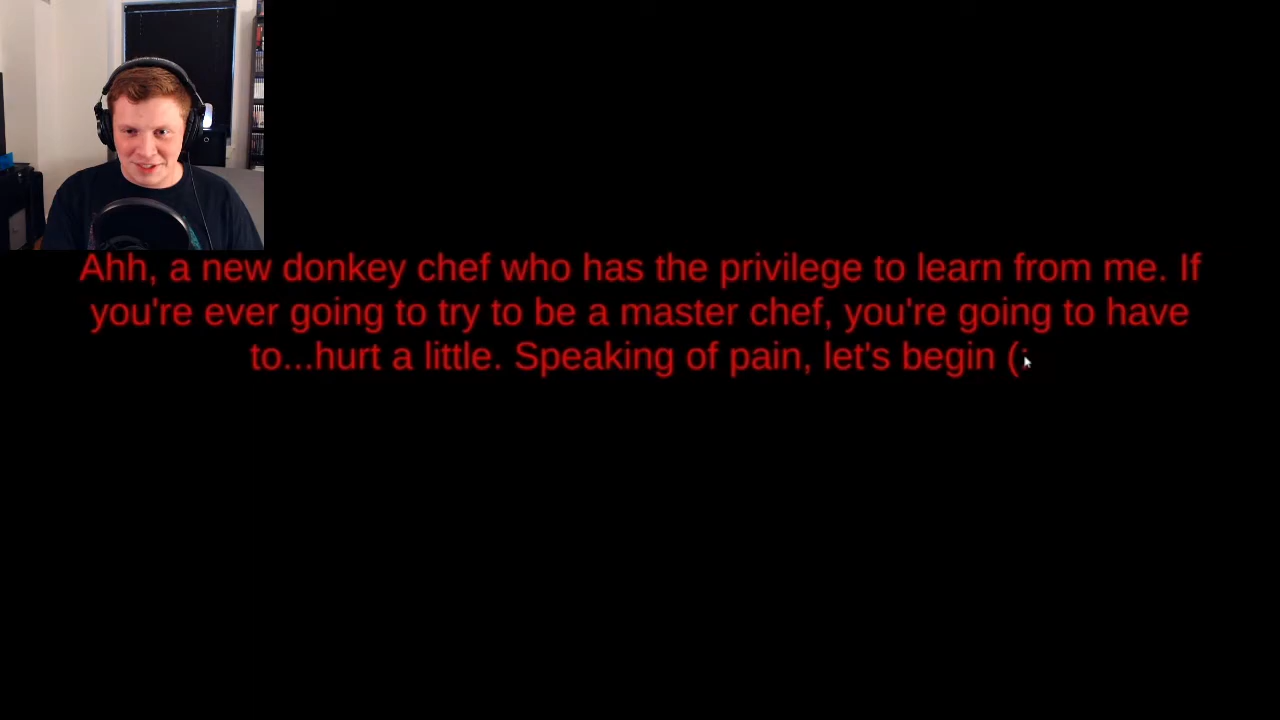 Ahh, a new donkey chef who has the privilege to learn from me. If
you're ever going to try to be a master chef, you're going to have
to...hurt a little. Speaking of pain, let's begin (;